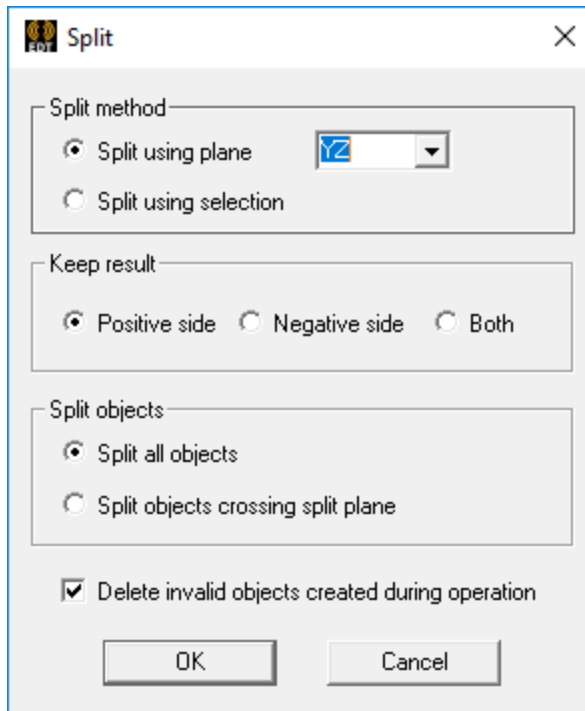 EDT
Split
Split method
Split using plane YZ
Split using selection
Keep result
Positive side Negative side Both
Split objects
Split all objects
Split objects crossing split plane
Delete invalid objects created during operation
OK Cancel